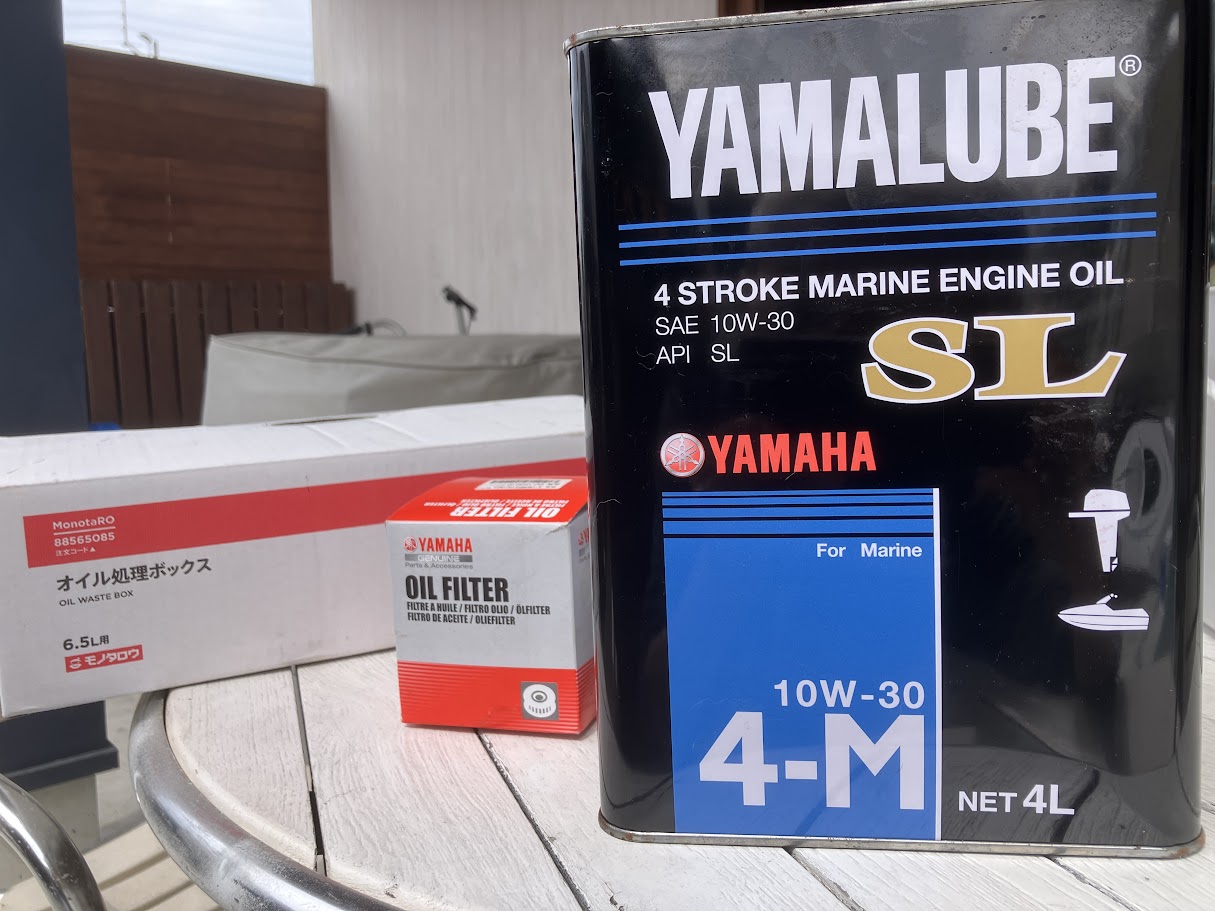 MonotaRO
88565085
注文コード▲
オイル処理ボックス
OIL WASTE BOX
6.5L用
モノタロウ
OIL FILTER
YAMAHA
GENUINE
Parts & Accessories
OIL FILTER
FILTRE A HUILE / FILTRO OLIO / ÖLFILTER
FILTRO DE ACEITE / OLIEFILTER
YAMALUBE®
4 STROKE MARINE ENGINE OIL
SAE 10W-30
API SL
SL
YAMAHA
For Marine
10W-30
4-M
NET 4L